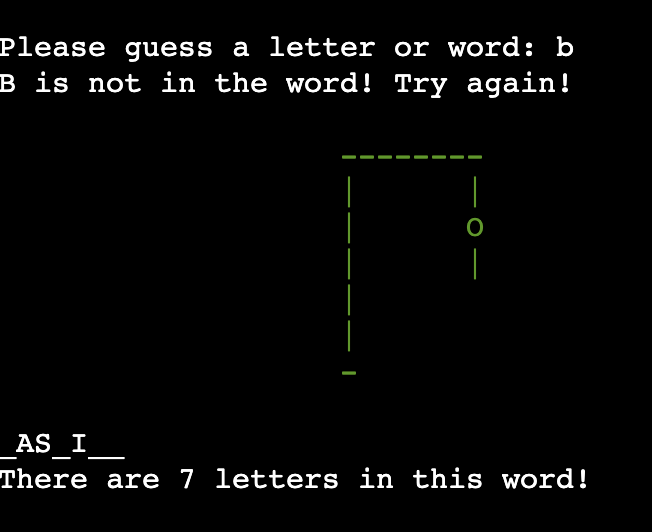 Please guess a letter or word: b
B is not in the word! Try again!
--------
|       |
|       O
|       |
|
|
-
_AS_I__
There are 7 letters in this word!